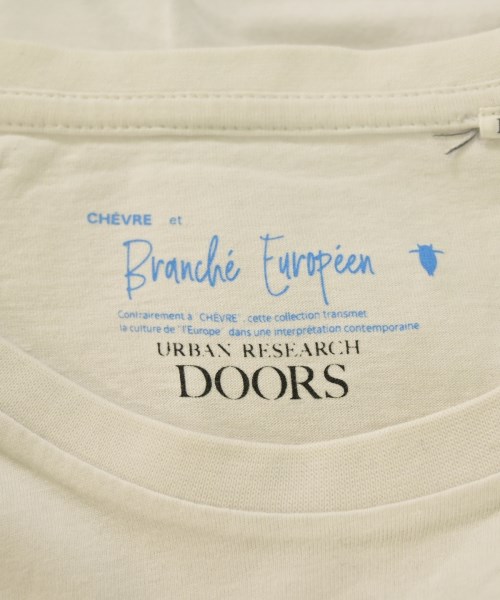 CHÉVRE et
Branché Européen
Contrairement à "CHÈVRE", cette collection transmet
la culture de "l'Europe" dans une interprétation contemporaine
URBAN RESEARCH
DOORS